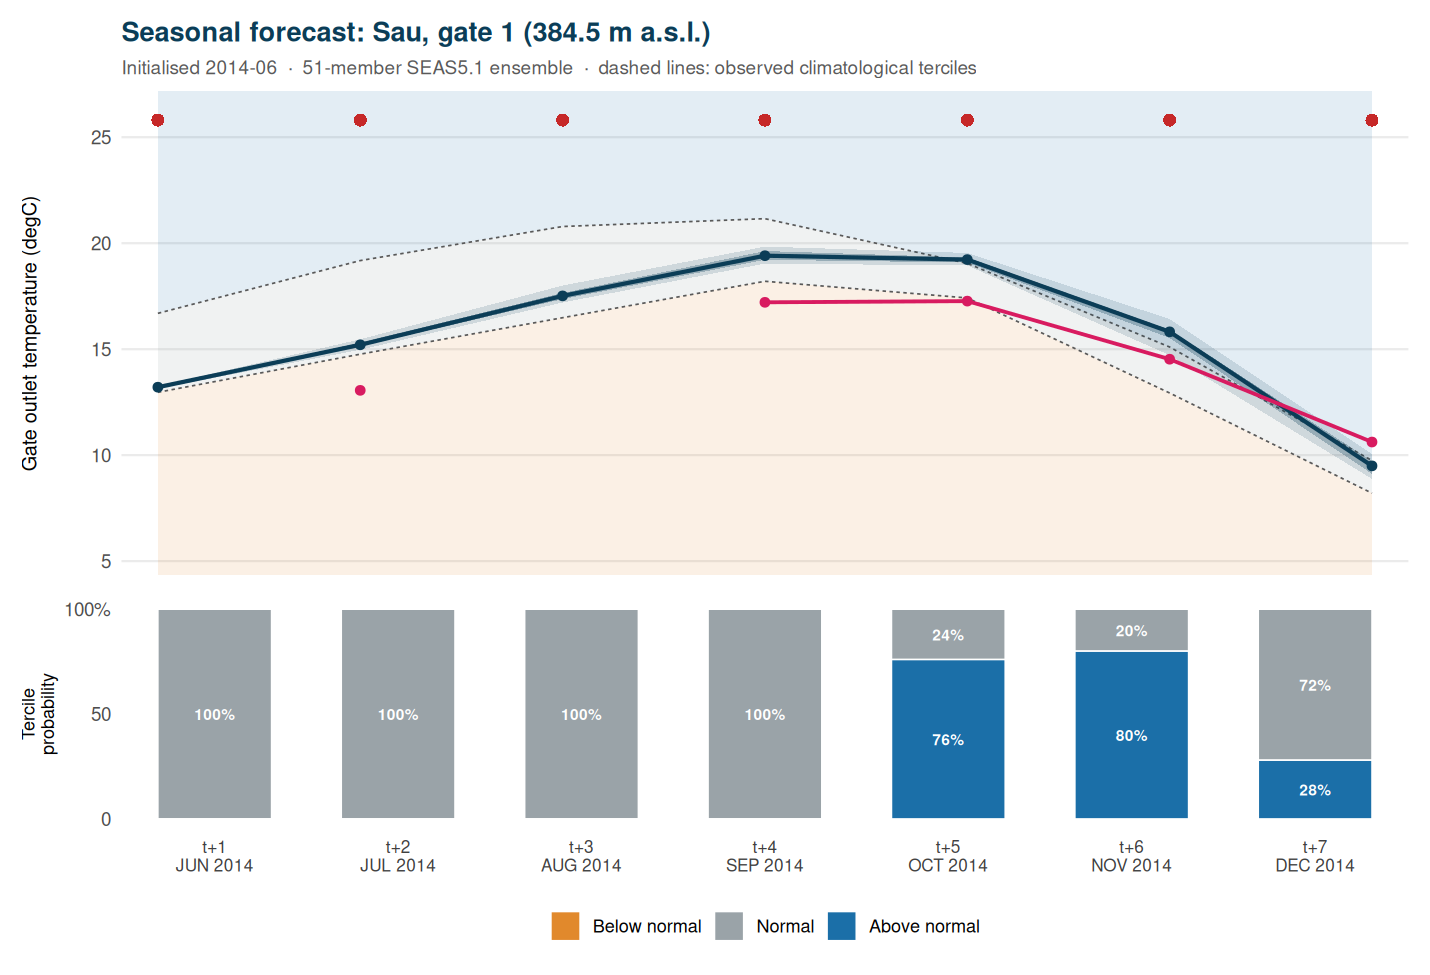 Seasonal forecast: Sau, gate 1 (384.5 m a.s.l.)
Initialised 2014-06 · 51-member SEAS5.1 ensemble · dashed lines: observed climatological terciles
Gate outlet temperature (degC)
25
20
15
10
5
Tercile
probability
100%
50
0
100%
100%
100%
100%
24%
76%
20%
80%
72%
28%
t+1
JUN 2014
t+2
JUL 2014
t+3
AUG 2014
t+4
SEP 2014
t+5
OCT 2014
t+6
NOV 2014
t+7
DEC 2014
Below normal
Normal
Above normal